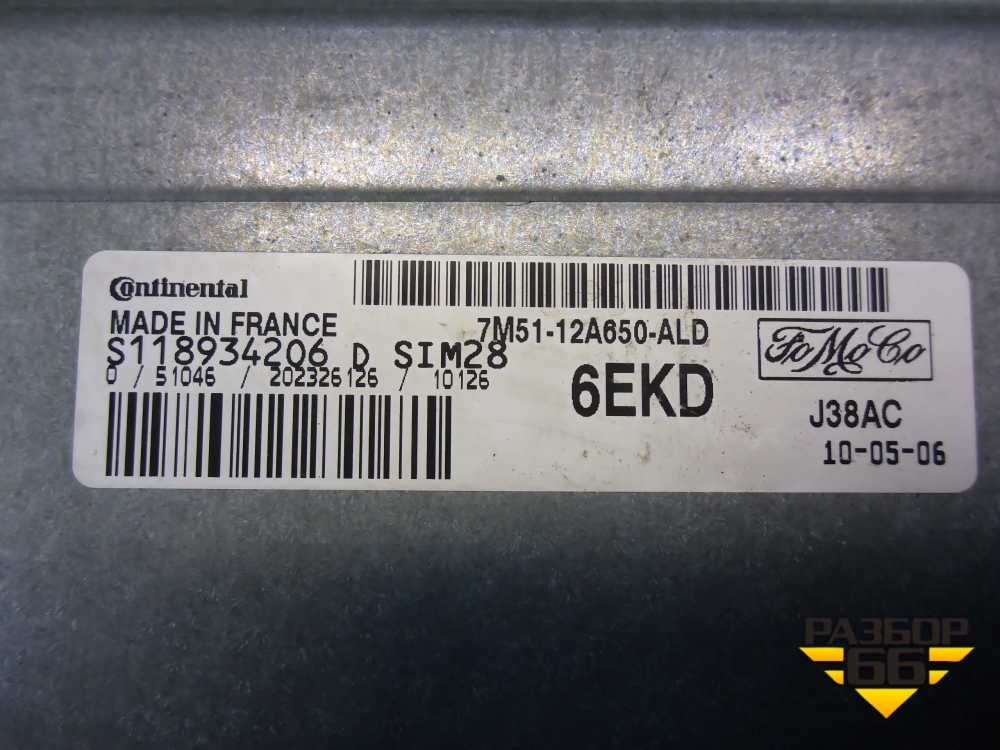 Continental
MADE IN FRANCE
7M51-12A650-ALD
FoMoCo
S118934206 D SIM28
0 / 51046 / 202326126 / 10126
6EKD
J38AC
10-05-06
РАЗБОР
66